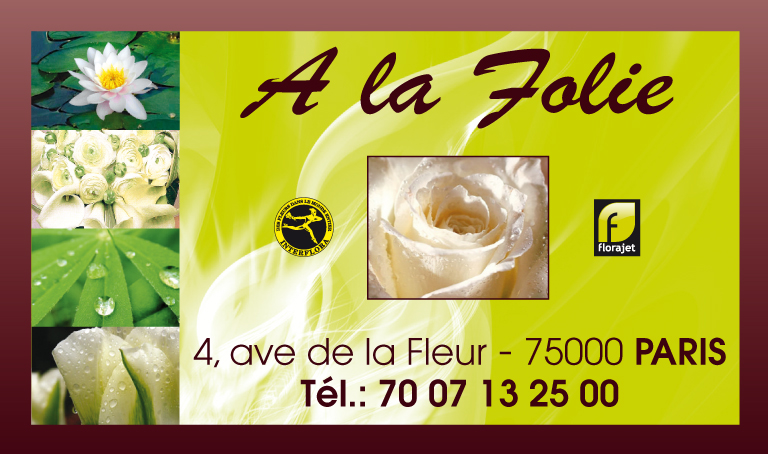 A la Folie
DES FLEURS DANS LE MONDE ENTIER
INTERFLORA
f
florajet
4, ave de la Fleur - 75000 PARIS
Tél.: 70 07 13 25 00